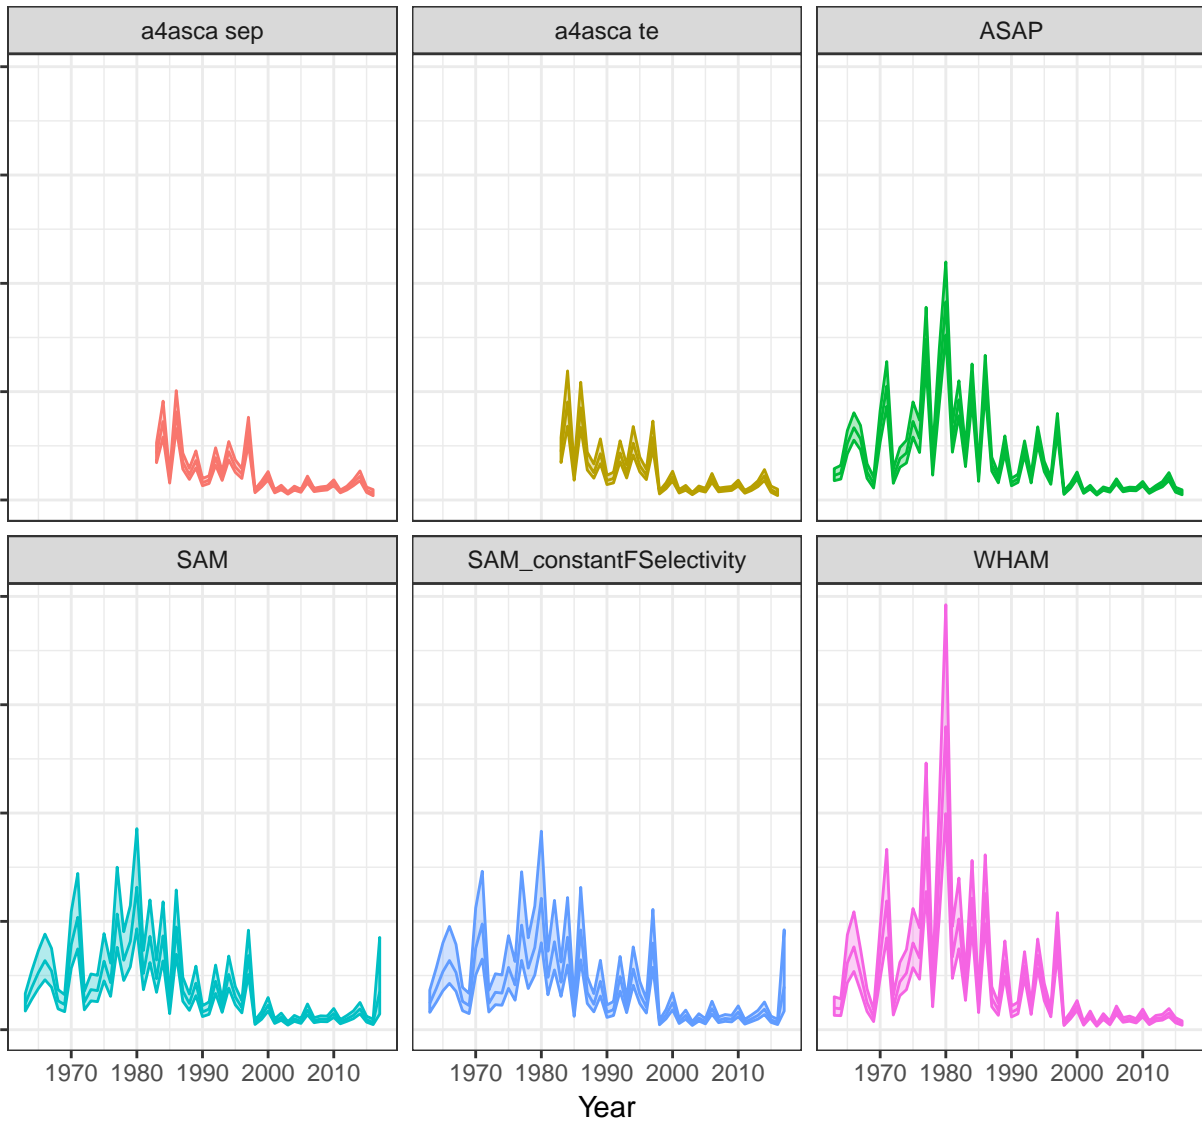 a4asca sep a4asca te ASAP
SAM SAM_constantFSelectivity WHAM
1970 1980 1990 2000 2010 1970 1980 1990 2000 2010 1970 1980 1990 2000 2010
Year